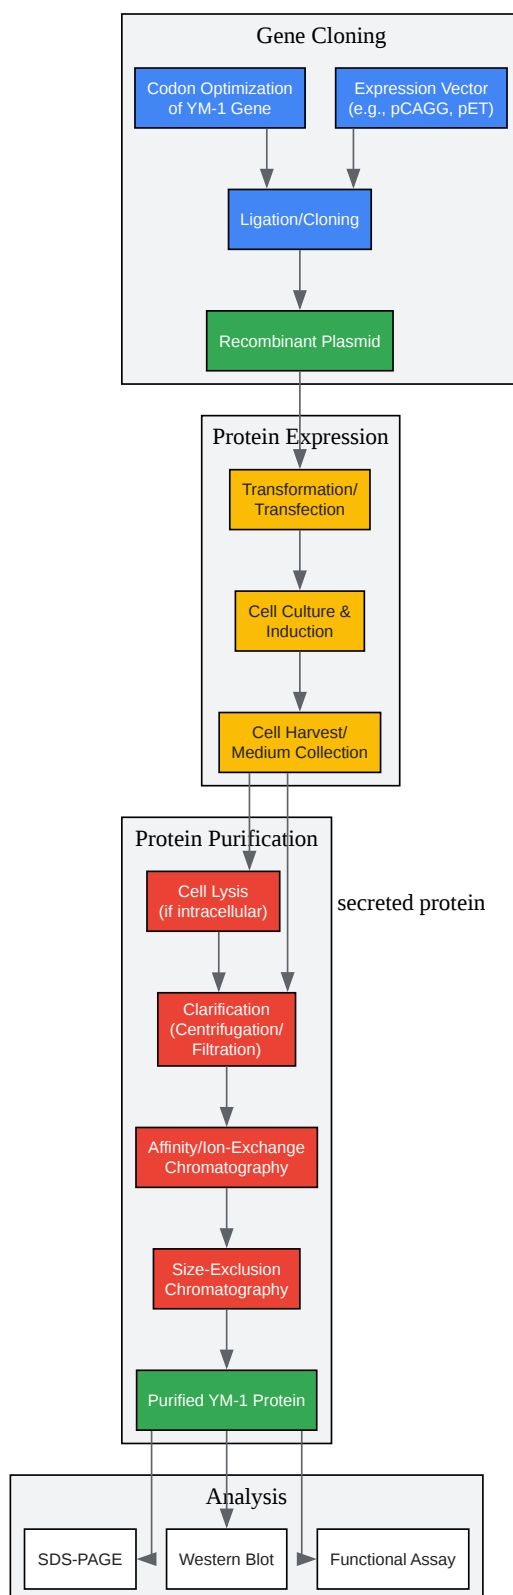 Gene Cloning
Codon Optimization
of YM-1 Gene
Expression Vector
(e.g., pCAGG, pET)
Ligation/Cloning
Recombinant Plasmid
Protein Expression
Transformation/
Transfection
Cell Culture &
Induction
Cell Harvest/
Medium Collection
Protein Purification
Cell Lysis
(if intracellular)
secreted protein
Clarification
(Centrifugation/
Filtration)
Affinity/Ion-Exchange
Chromatography
Size-Exclusion
Chromatography
Purified YM-1 Protein
Analysis
SDS-PAGE
Western Blot
Functional Assay